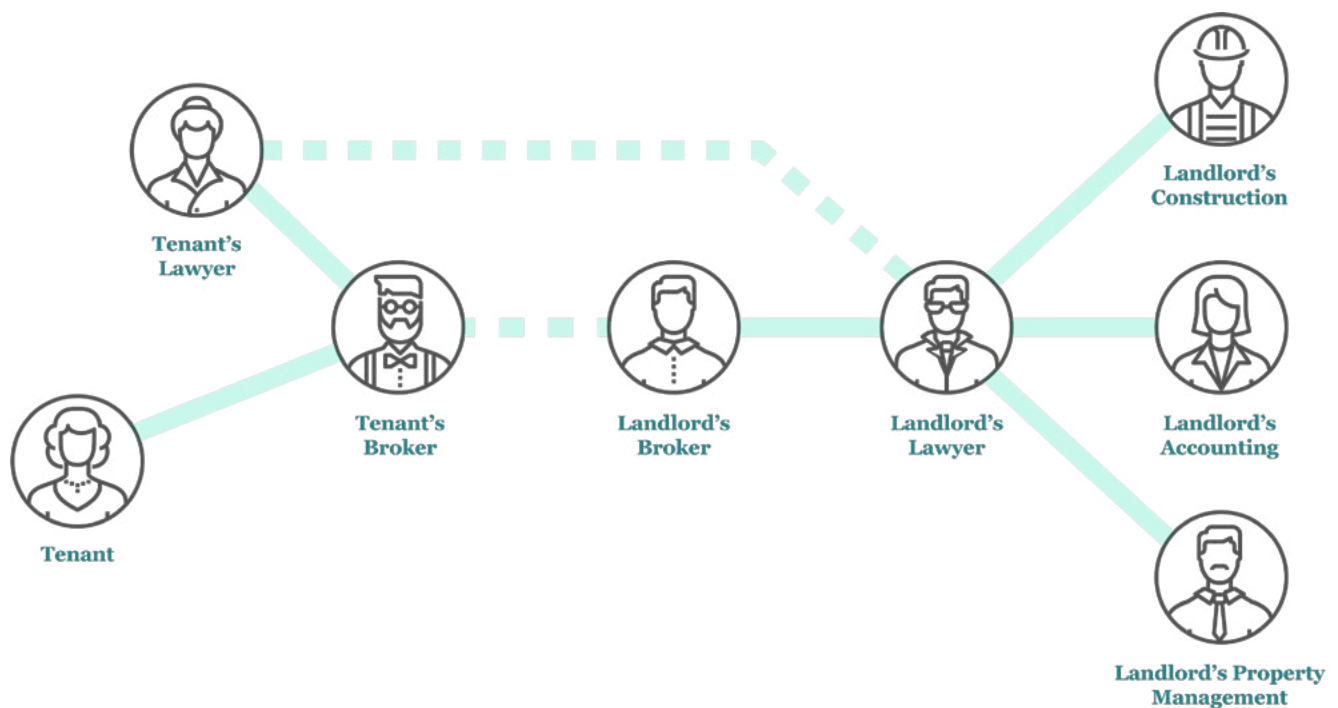 Landlord's
Construction
Tenant's
Lawyer
Tenant's
Broker
Landlord's
Broker
Landlord's
Lawyer
Landlord's
Accounting
Tenant
Landlord's Property
Management